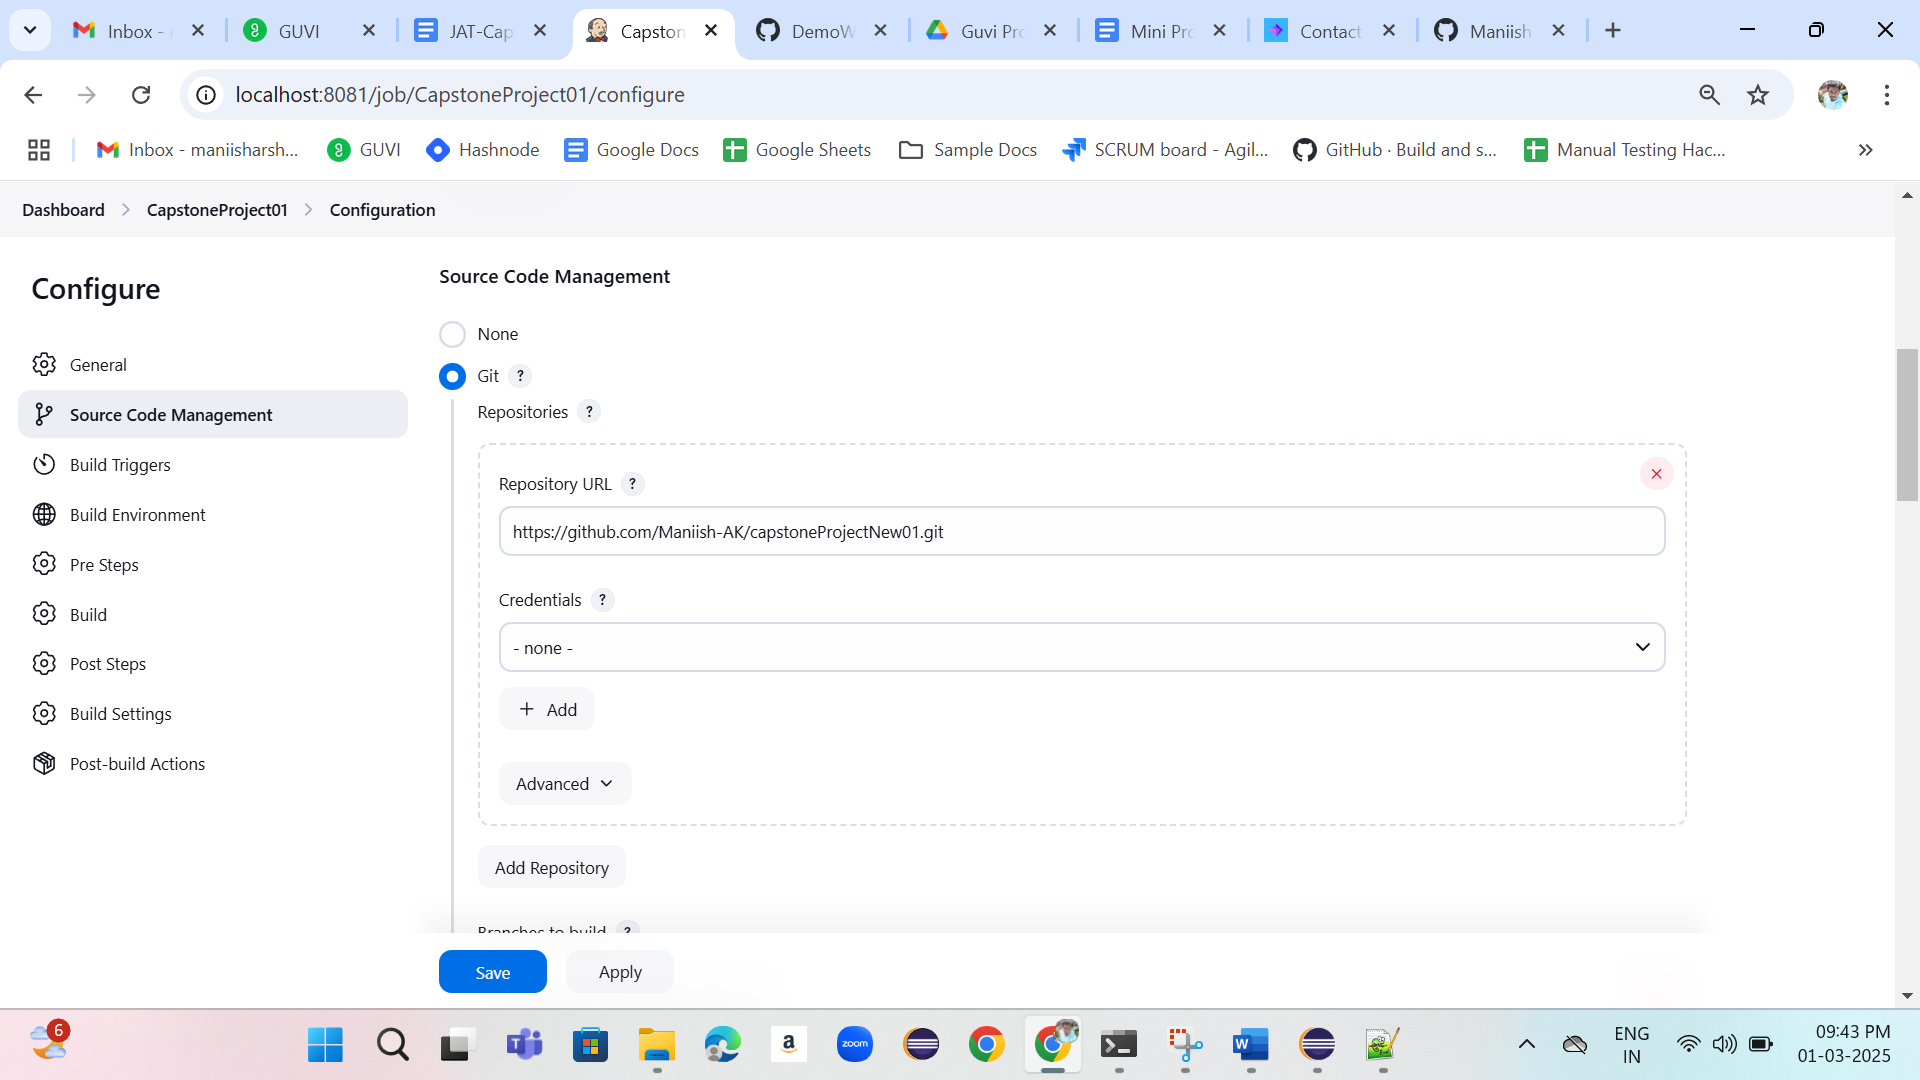 Inbox -
GUVI
JAT-Cap
Capston
DemoW
Guvi Pro
Mini Pro
Contact
Maniish
localhost:8081/job/CapstoneProject01/configure
Inbox - maniisharsh...
GUVI
Hashnode
Google Docs
Google Sheets
Sample Docs
SCRUM board - Agil...
GitHub · Build and s...
Manual Testing Hac...
Dashboard
CapstoneProject01
Configuration
Configure
General
Source Code Management
Build Triggers
Build Environment
Pre Steps
Build
Post Steps
Build Settings
Post-build Actions
Source Code Management
None
Git ?
Repositories ?
Repository URL ?
https://github.com/Maniish-AK/capstoneProjectNew01.git
Credentials ?
- none -
+ Add
Advanced
Add Repository
Branches to build ?
Save
Apply
6
a
zoom
W
ENG
IN
09:43 PM
01-03-2025